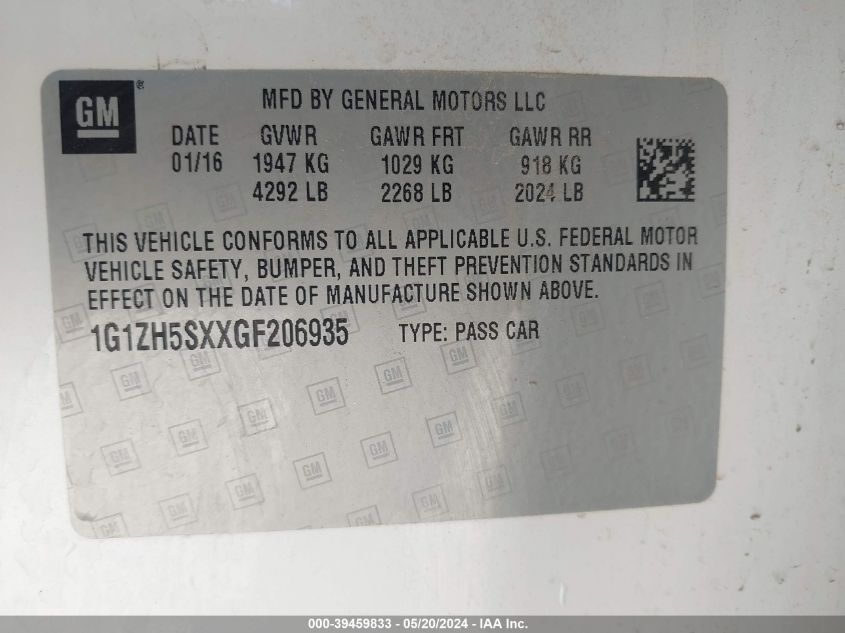 GM ®
MFD BY GENERAL MOTORS LLC
DATE GVWR GAWR FRT GAWR RR
01/16 1947 KG 1029 KG 918 KG
4292 LB 2268 LB 2024 LB
THIS VEHICLE CONFORMS TO ALL APPLICABLE U.S. FEDERAL MOTOR
VEHICLE SAFETY, BUMPER, AND THEFT PREVENTION STANDARDS IN
EFFECT ON THE DATE OF MANUFACTURE SHOWN ABOVE.
1G1ZH5SXXGF206935 TYPE: PASS CAR
000-39459833 - 05/20/2024 - IAA, Inc.